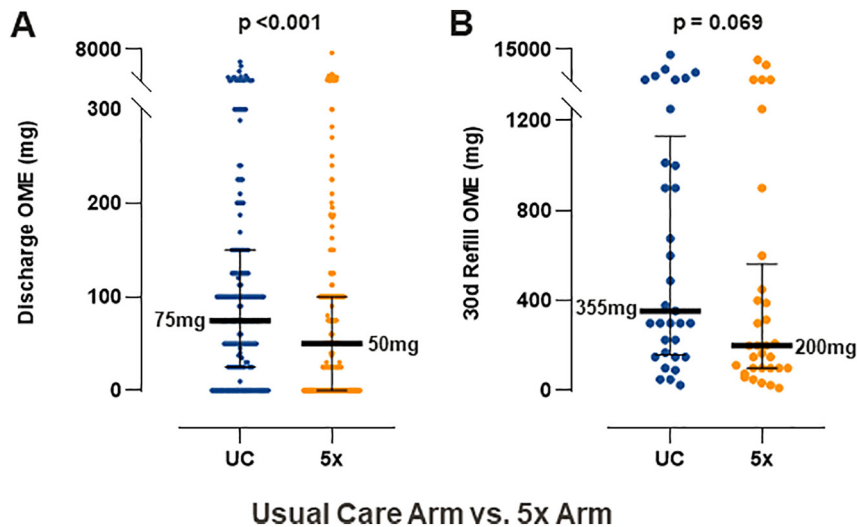 A
p <0.001
8000
300
200
100
0
Discharge OME (mg)
75mg
50mg
UC
5x
B
p = 0.069
15000
1200
800
400
0
30d Refill OME (mg)
355mg
200mg
UC
5x
Usual Care Arm vs. 5x Arm